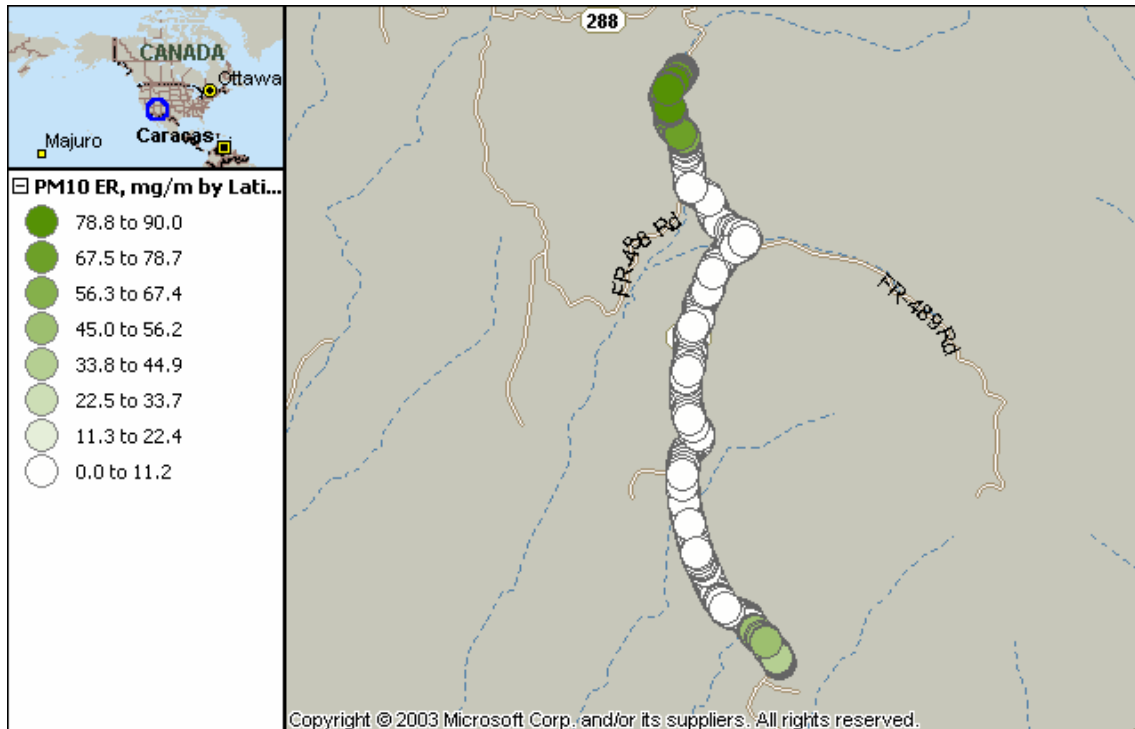 CANADA
Ottawa
Majuro
Caracas
PM10 ER, mg/m by Lati...
78.8 to 90.0
67.5 to 78.7
56.3 to 67.4
45.0 to 56.2
33.8 to 44.9
22.5 to 33.7
11.3 to 22.4
0.0 to 11.2
288
FR-488 Rd
FR-489 Rd
Copyright © 2003 Microsoft Corp. and/or its suppliers. All rights reserved.